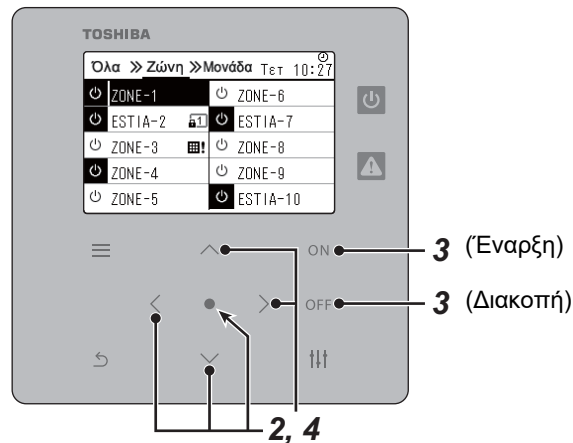 TOSHIBA
Όλα ≫ Ζώνη ≫ Μονάδα Τετ 10:27
ZONE-1 ZONE-6
ESTIA-2 1 ESTIA-7
ZONE-3 ! ZONE-8
ZONE-4 ZONE-9
ZONE-5 ESTIA-10
ON 3 (Έναρξη)
OFF 3 (Διακοπή)
2, 4